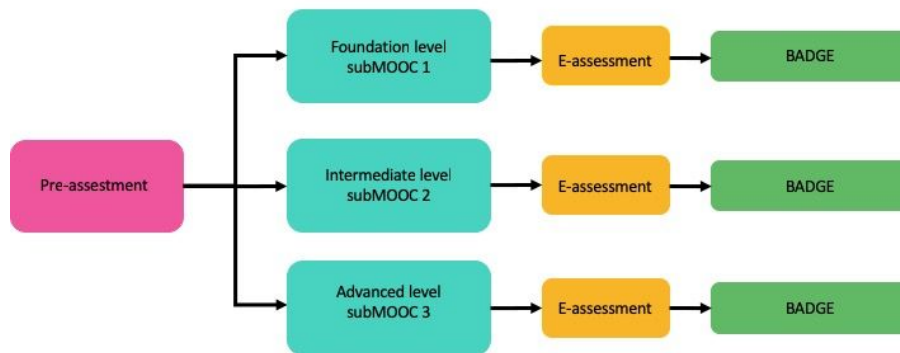 Foundation level
subMOOC 1
E-assessment
BADGE
Pre-assestment
Intermediate level
subMOOC 2
E-assessment
BADGE
Advanced level
subMOOC 3
E-assessment
BADGE